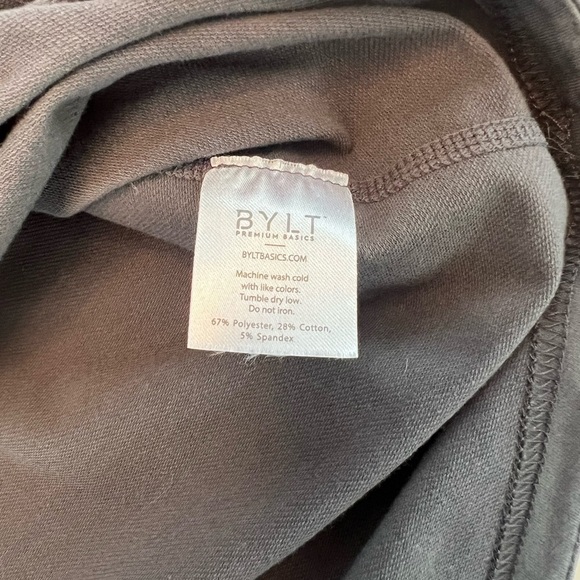 BYLT
PREMIUM BASICS
BYLTBASICS.COM
Machine wash cold
with like colors.
Tumble dry low.
Do not iron.
67% Polyester, 28% Cotton,
5% Spandex